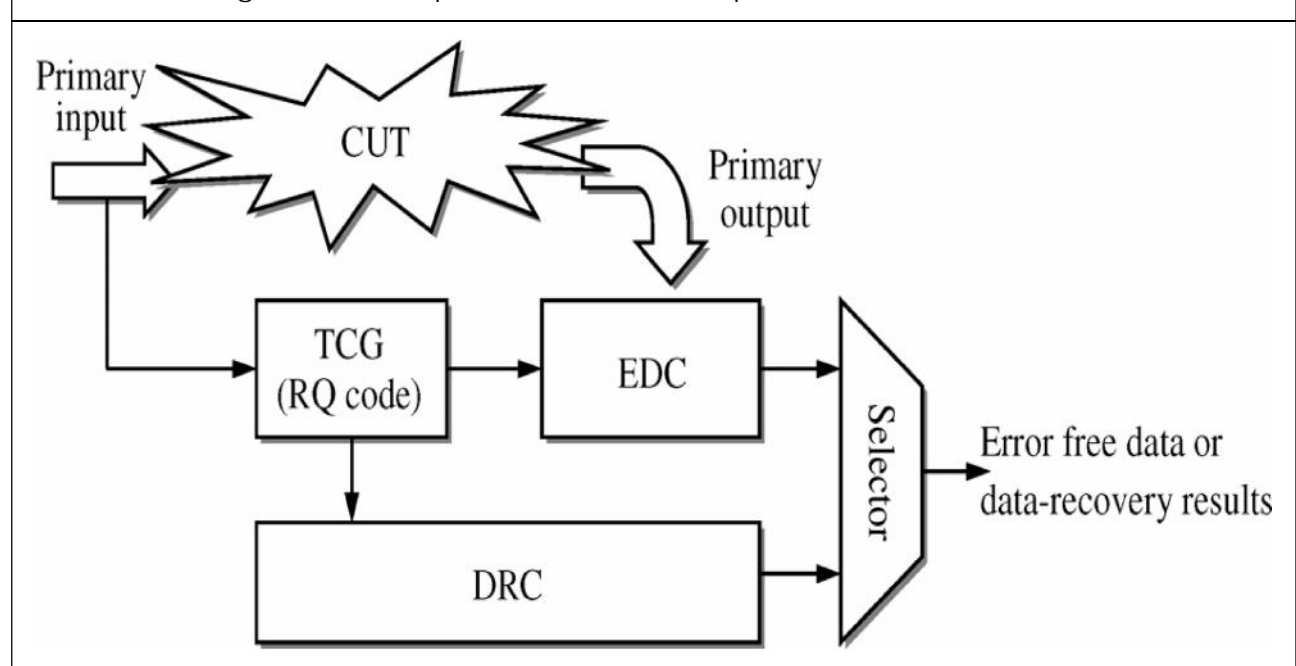 Primary
input
CUT
Primary
output
TCG
(RQ code)
EDC
Selector
Error free data or
data-recovery results
DRC